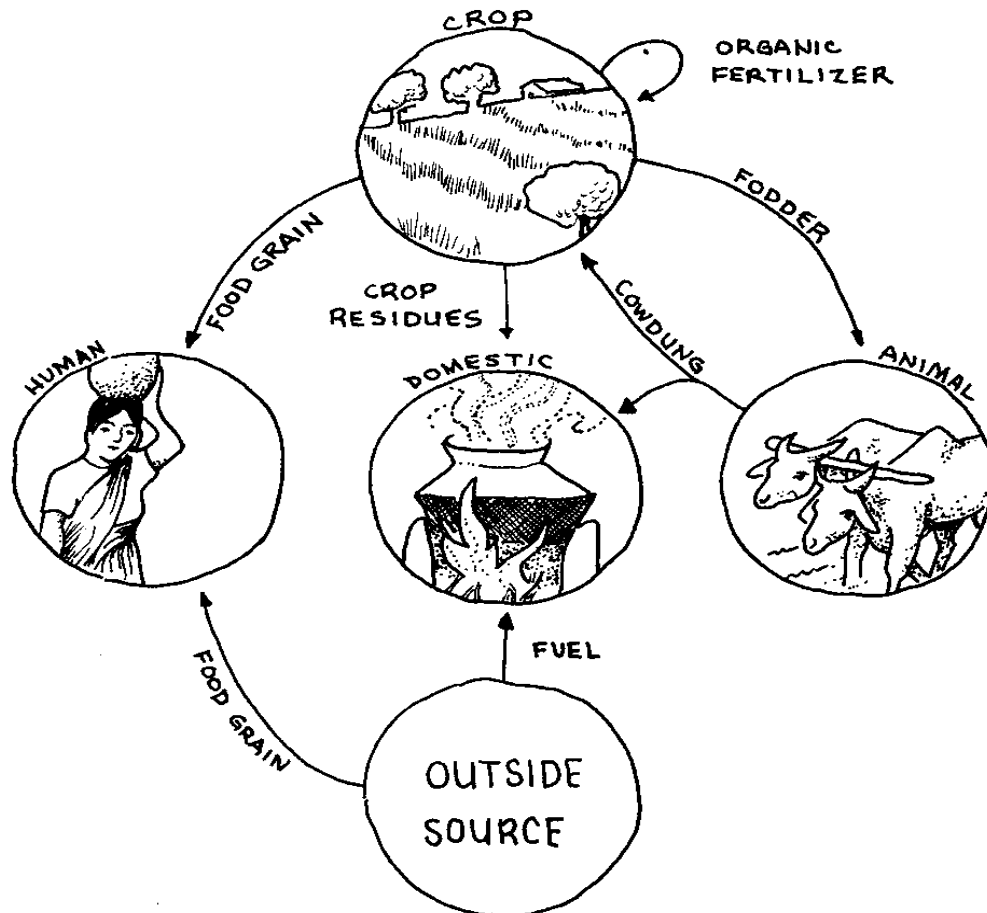 CROP
ORGANIC
FERTILIZER
FODDER
FOOD GRAIN
CROP
RESIDUES
COWDUNG
HUMAN
DOMESTIC
ANIMAL
FUEL
FOOD GRAIN
OUTSIDE
SOURCE